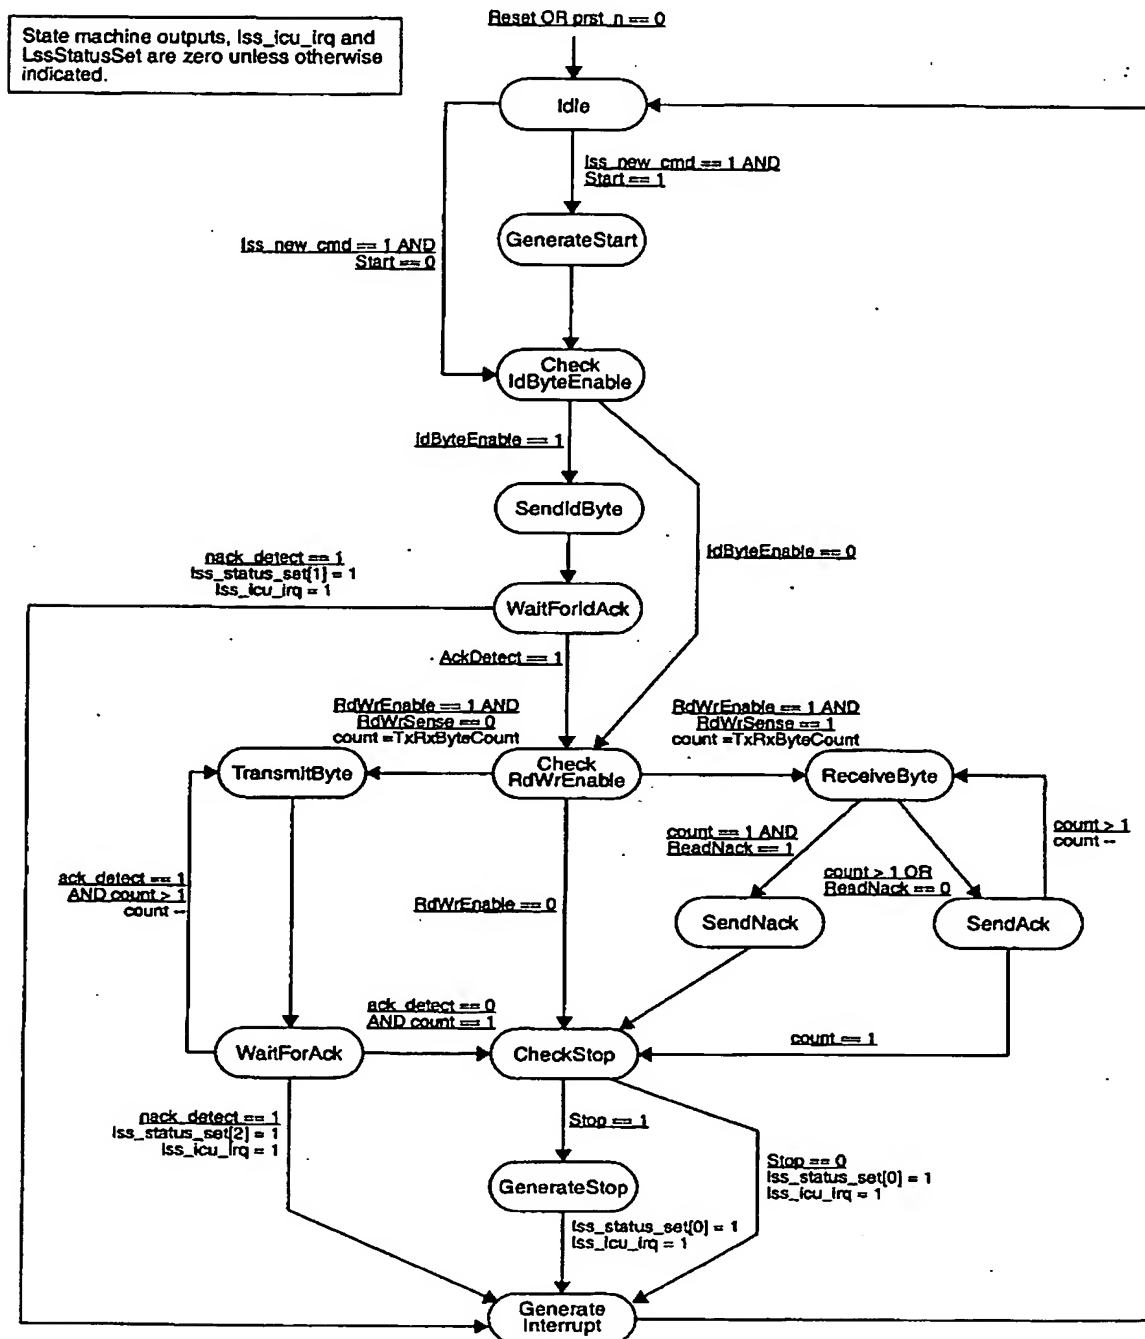 Reset OR prst_n == 0
State machine outputs, lss_icu_irq and
LssStatusSet are zero unless otherwise
indicated.
Idle
lss_new_cmd == 1 AND
Start == 1
GenerateStart
lss_new_cmd == 1 AND
Start == 0
Check
IdByteEnable
IdByteEnable == 1
SendIdByte
IdByteEnable == 0
nack_detect == 1
lss_status_set[1] = 1
lss_icu_irq = 1
WaitForIdAck
AckDetect == 1
RdWrEnable == 1 AND
RdWrSense == 0
count =TxRxByteCount
RdWrEnable == 1 AND
RdWrSense == 1
count =TxRxByteCount
TransmitByte
Check
RdWrEnable
ReceiveByte
count == 1 AND
ReadNack == 1
count > 1
count --
ack_detect == 1
AND count > 1
count --
count > 1 OR
ReadNack == 0
RdWrEnable == 0
SendNack
SendAck
ack_detect == 0
AND count == 1
WaitForAck
CheckStop
count == 1
nack_detect == 1
lss_status_set[2] = 1
lss_icu_irq = 1
Stop == 1
Stop == 0
lss_status_set[0] = 1
lss_icu_irq = 1
GenerateStop
lss_status_set[0] = 1
lss_icu_irq = 1
Generate
Interrupt